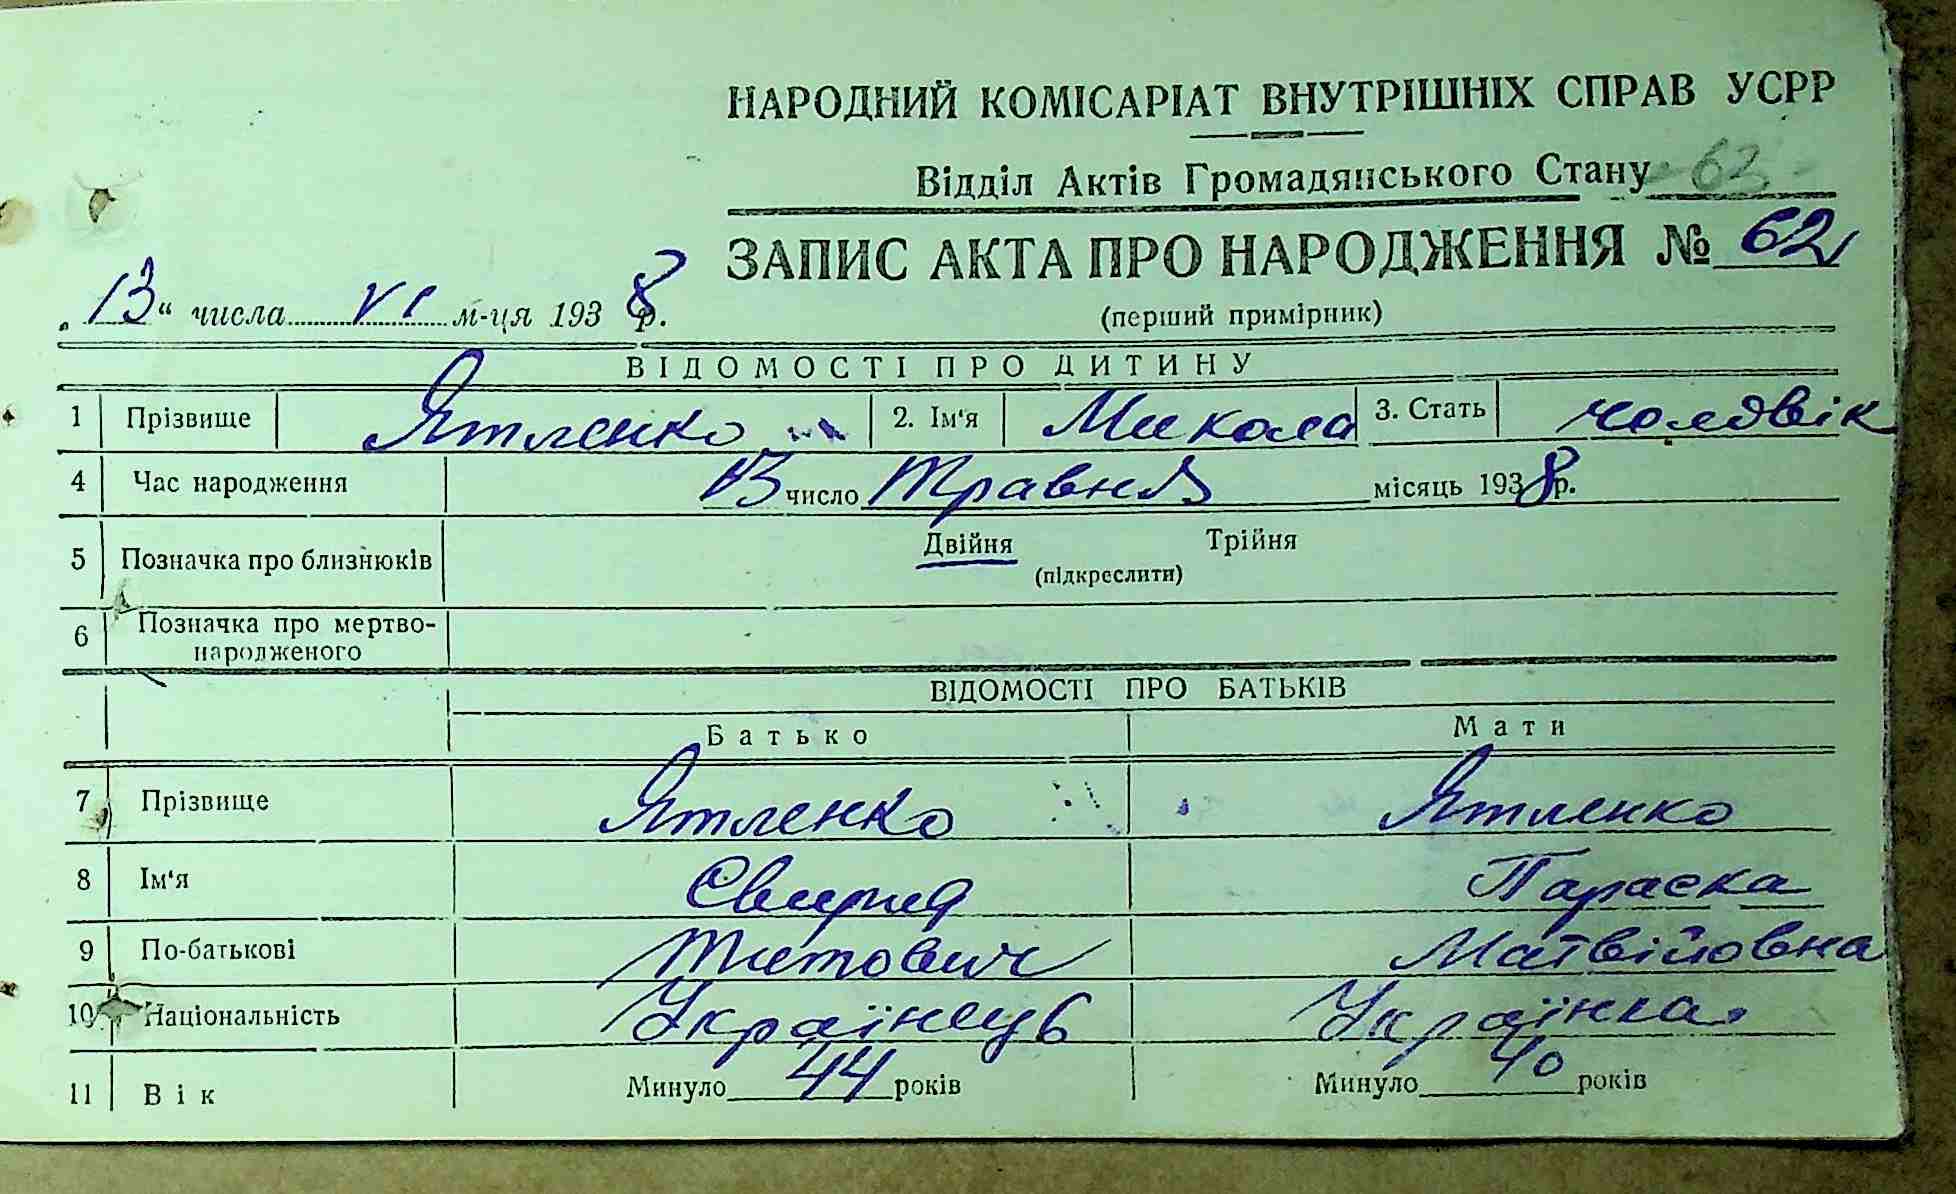 НАРОДНИЙ КОМІСАРІАТ ВНУТРІШНІХ СПРАВ УСРР
Відділ Актів Громадянського Стану 62
ЗАПИС АКТА ПРО НАРОДЖЕННЯ № 62
„13“ числа VI м-ця 1938 р.
(перший примірник)
ВІДОМОСТІ ПРО ДИТИНУ
1 Прізвище Ятленко 2. Ім‘я Микола 3. Стать чоловік
4 Час народження 13 число Травня місяць 1938 р.
5 Позначка про близнюків Двійня Трійня
(підкреслити)
6 Позначка про мертво-
народженого
ВІДОМОСТІ ПРО БАТЬКІВ
Батько Мати
7 Прізвище Ятленко Ятленко
8 Ім‘я Свирид Параска
9 По-батькові Титович Матвійовна
10 Національність Українець Українка
11 Вік Минуло 44 років Минуло 40 років